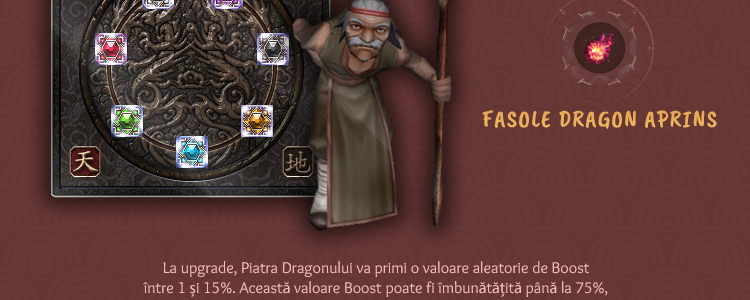 FASOLE DRAGON APRINS
天 地
La upgrade, Piatra Dragonului va primi o valoare aleatorie de Boost
între 1 și 15%. Această valoare Boost poate fi îmbunătățită până la 75%,